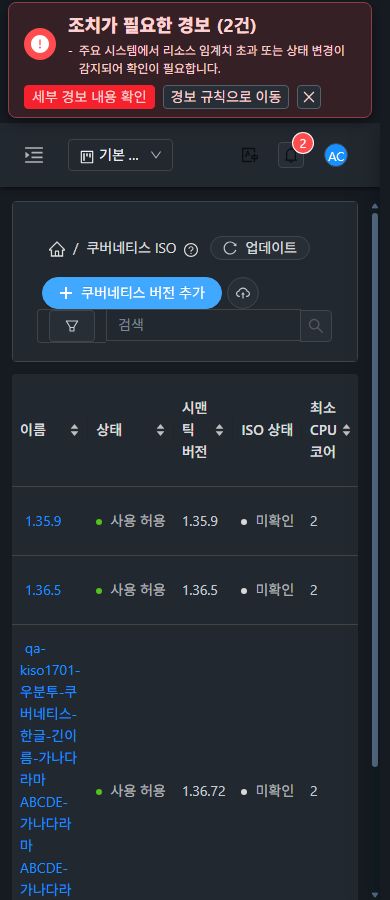 조치가 필요한 경보 (2건)
- 주요 시스템에서 리소스 임계치 초과 또는 상태 변경이
감지되어 확인이 필요합니다.
세부 경보 내용 확인 경보 규칙으로 이동
기본 ... 2 AC
/ 쿠버네티스 ISO 업데이트
쿠버네티스 버전 추가
검색
이름 상태 시맨
틱
버전 ISO 상태 최소
CPU
코어
1.35.9 사용 허용 1.35.9 미확인 2
1.36.5 사용 허용 1.36.5 미확인 2
qa-
kiso1701-
우분투-쿠
버네티스-
한글-긴이
름-가나다
라마
ABCDE-
가나다라
마
ABCDE-
가나다라
사용 허용 1.36.72 미확인 2